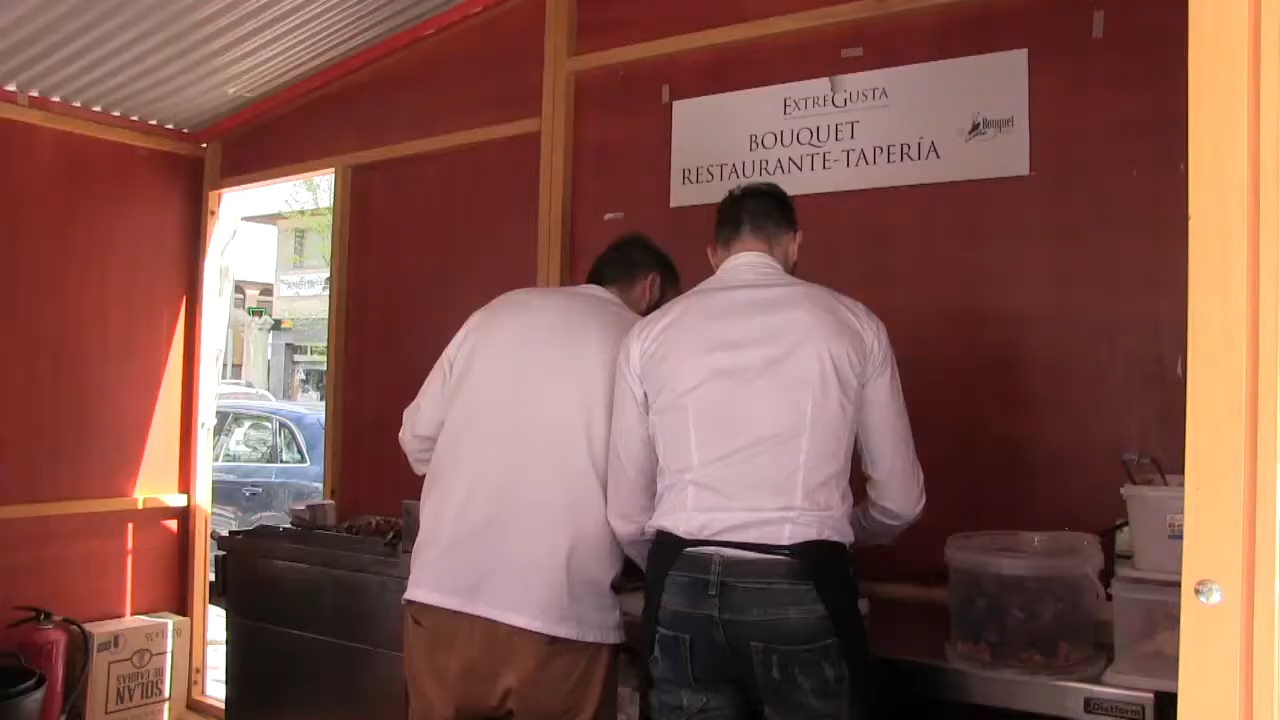 EXTREGUSTA
BOUQUET
RESTAURANTE-TAPERÍA
Bouquet
SOLAN
DE CABRAS
Distform